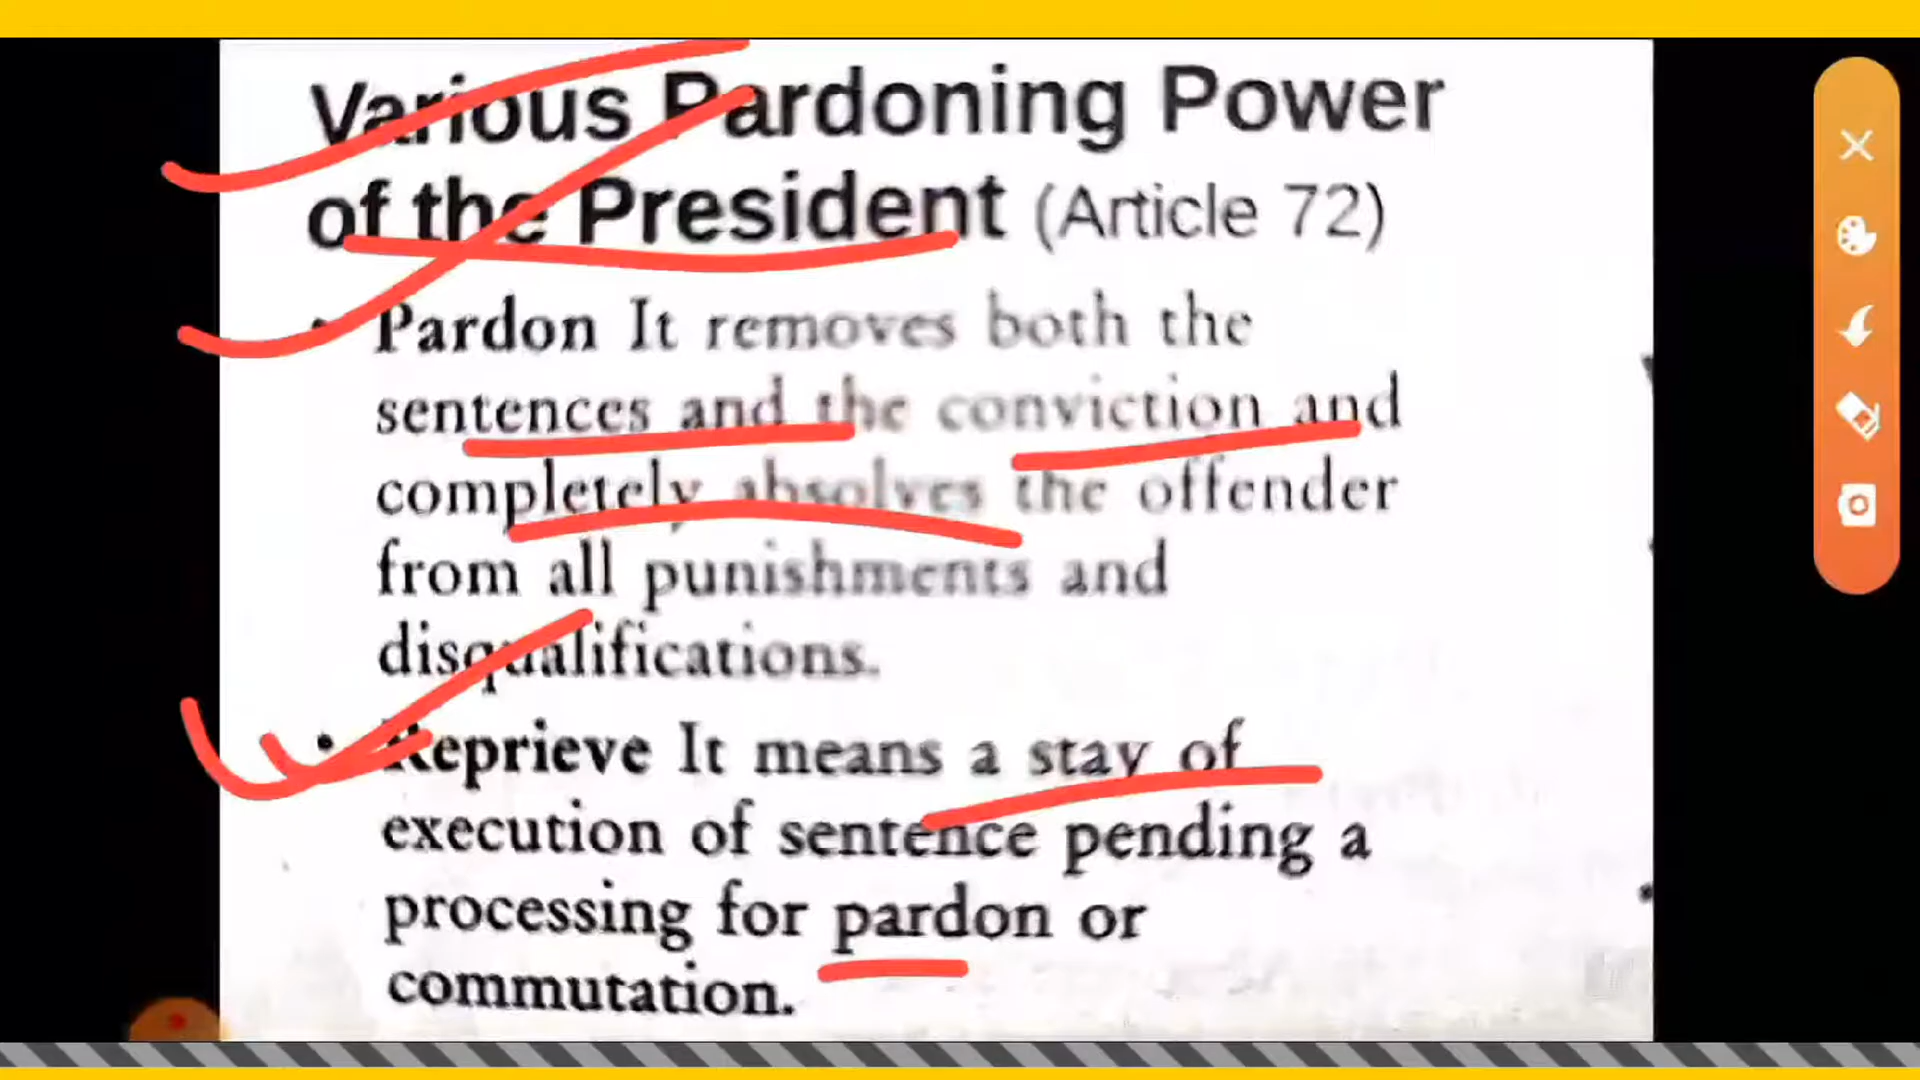 Various Pardoning Power
of the President (Article 72)
• Pardon It removes both the
sentences and the conviction and
completely absolves the offender
from all punishments and
disqualifications.
• Reprieve It means a stay of
execution of sentence pending a
processing for pardon or
commutation.